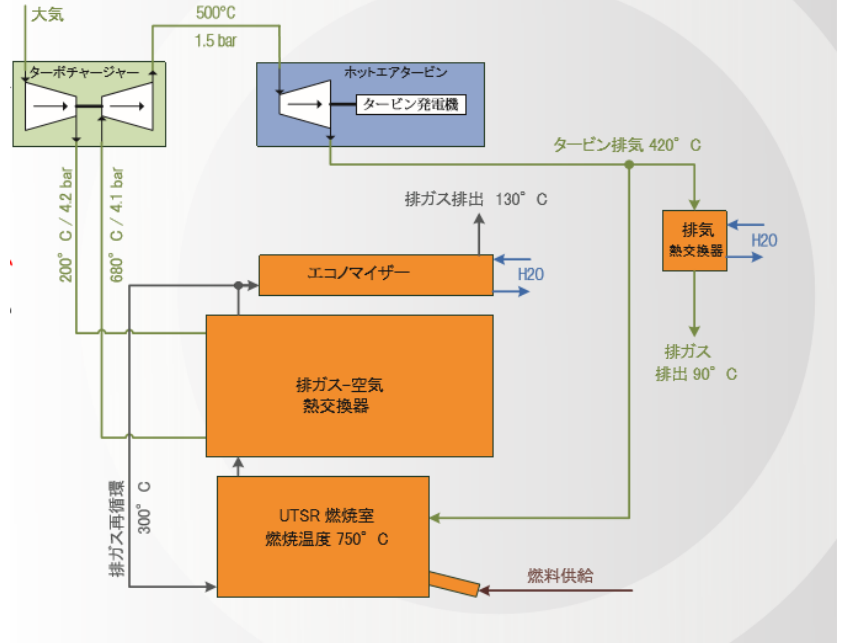 大気
500°C
1.5 bar
ターボチャージャー
ホットエアタービン
タービン発電機
タービン排気 420° C
200° C / 4.2 bar
680° C / 4.1 bar
排ガス排出 130° C
排気
熱交換器
H2O
エコノマイザー
H2O
排ガス
排出 90° C
排ガス-空気
熱交換器
排ガス再循環
300° C
UTSR 燃焼室
燃焼温度 750° C
燃料供給